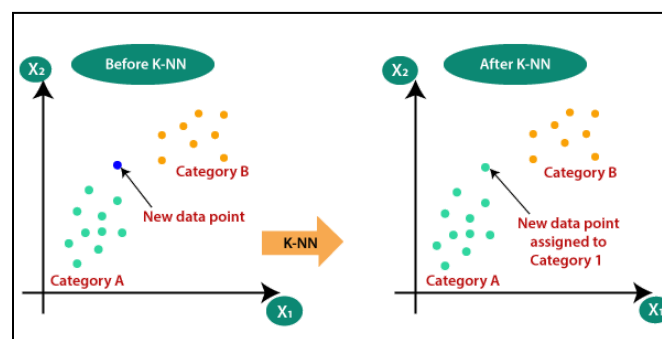 Before K-NN
X2
Category B
New data point
Category A
X1
K-NN
After K-NN
X2
Category B
New data point
assigned to
Category 1
Category A
X1